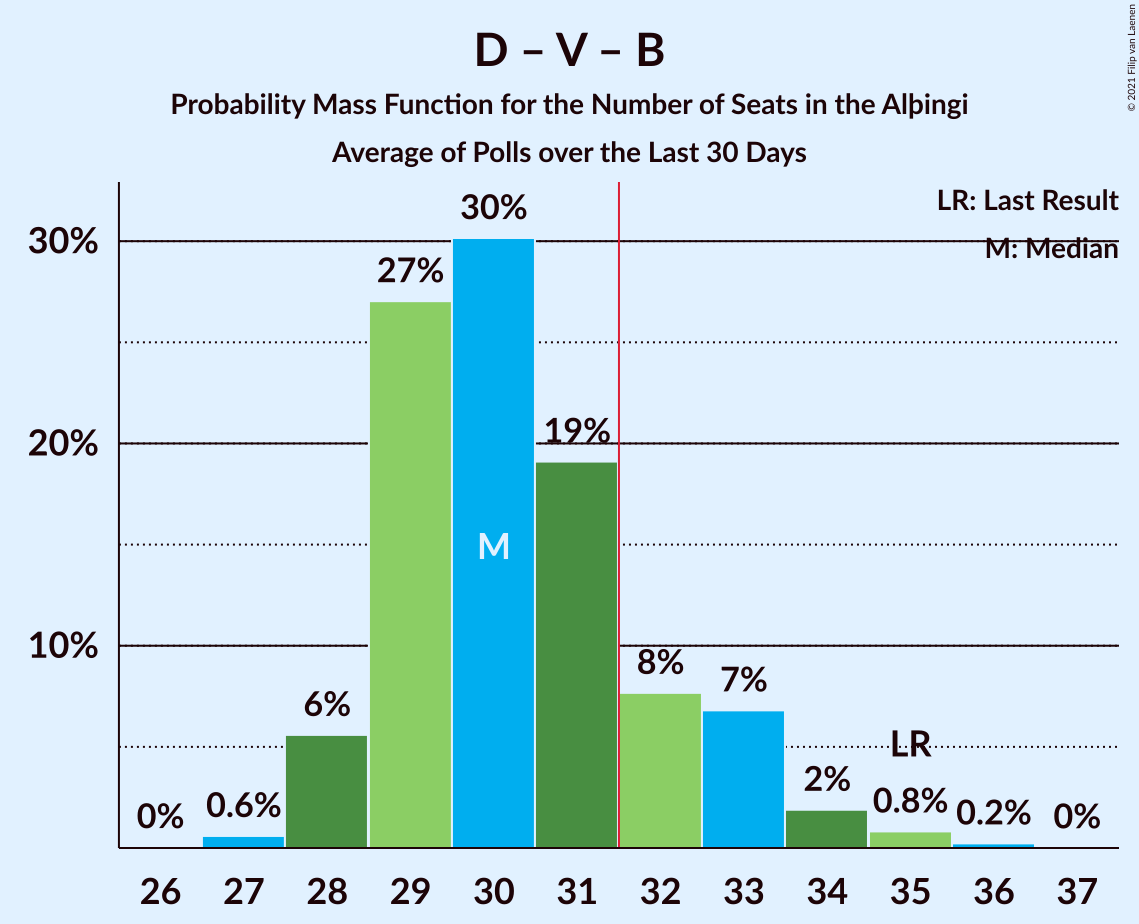 D – V – B
Probability Mass Function for the Number of Seats in the Alþingi
Average of Polls over the Last 30 Days
© 2021 Filip van Laenen
LR: Last Result
M: Median
30%
20%
10%
0%
0.6%
6%
27%
30%
19%
8%
7%
2%
0.8%
0.2%
0%
M
LR
26 27 28 29 30 31 32 33 34 35 36 37